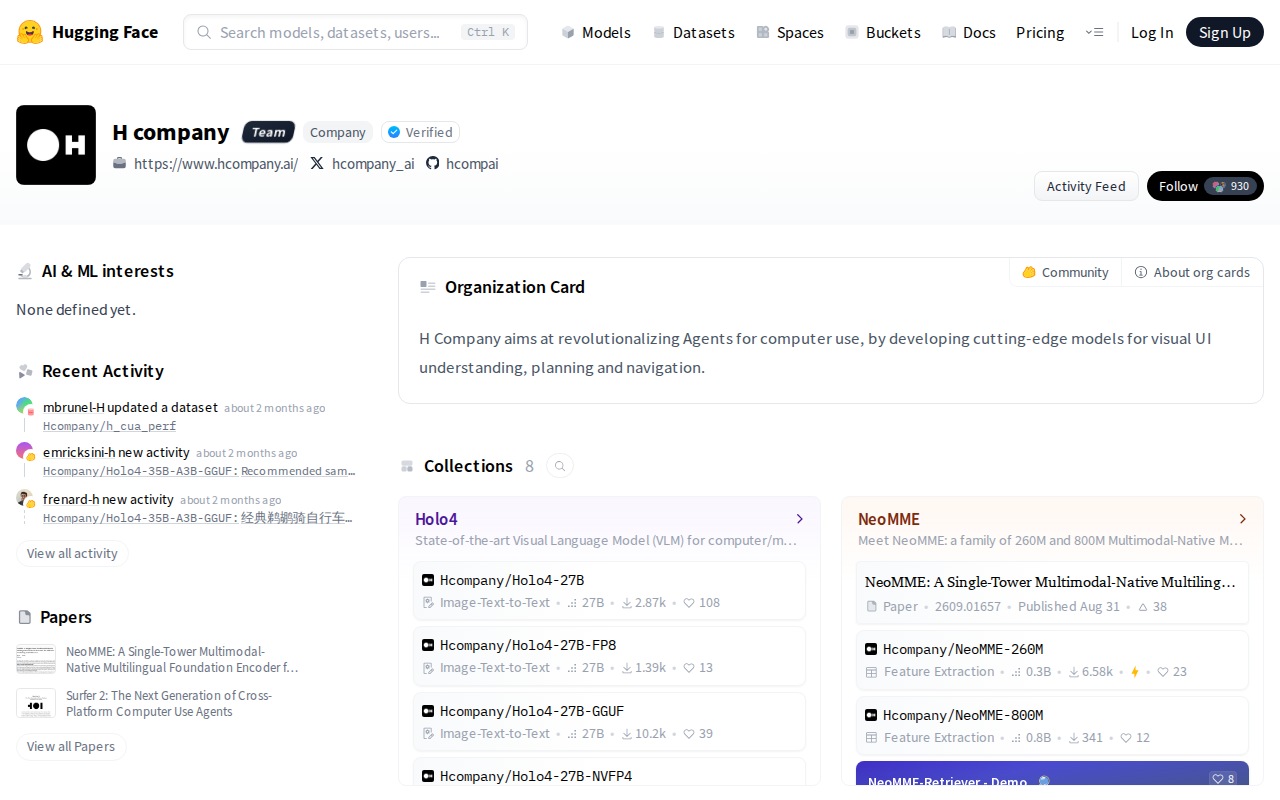 Hugging Face
Search models, datasets, users...
Ctrl K
Models
Datasets
Spaces
Buckets
Docs
Pricing
Log In
Sign Up
H company
Team
Company
Verified
https://www.hcompany.ai/
hcompany_ai
hcompai
Activity Feed
Follow 930
AI & ML interests
None defined yet.
Recent Activity
mbrunel-H updated a dataset about 2 months ago
Hcompany/h_cua_perf
emricksini-h new activity about 2 months ago
Hcompany/Holo4-35B-A3B-GGUF: Recommended sam…
frenard-h new activity about 2 months ago
Hcompany/Holo4-35B-A3B-GGUF: 经典鹈鹕骑自行车…
View all activity
Papers
NeoMME: A Single-Tower Multimodal-
Native Multilingual Foundation Encoder f…
Surfer 2: The Next Generation of Cross-
Platform Computer Use Agents
View all Papers
Community
About org cards
Organization Card
H Company aims at revolutionalizing Agents for computer use, by developing cutting-edge models for visual UI
understanding, planning and navigation.
Collections 8
Holo4
State-of-the-art Visual Language Model (VLM) for computer/m…
Hcompany/Holo4-27B
Image-Text-to-Text • 27B • 2.87k • 108
Hcompany/Holo4-27B-FP8
Image-Text-to-Text • 27B • 1.39k • 13
Hcompany/Holo4-27B-GGUF
Image-Text-to-Text • 27B • 10.2k • 39
Hcompany/Holo4-27B-NVFP4
NeoMME
Meet NeoMME: a family of 260M and 800M Multimodal-Native M…
NeoMME: A Single-Tower Multimodal-Native Multiling…
Paper • 2609.01657 • Published Aug 31 • 38
Hcompany/NeoMME-260M
Feature Extraction • 0.3B • 6.58k • • 23
Hcompany/NeoMME-800M
Feature Extraction • 0.8B • 341 • 12
NeoMME-Retriever - Demo
8